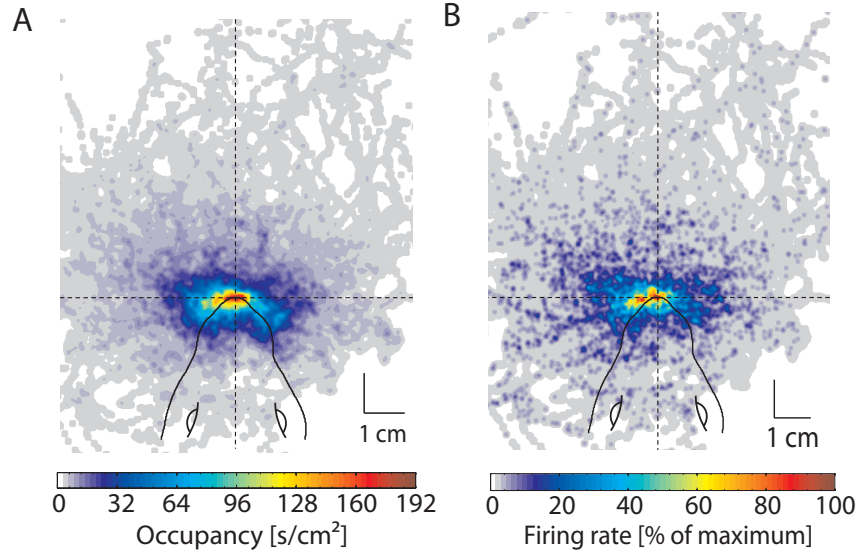 A
B
1 cm
1 cm
0 32 64 96 128 160 192
Occupancy [s/cm²]
0 20 40 60 80 100
Firing rate [% of maximum]